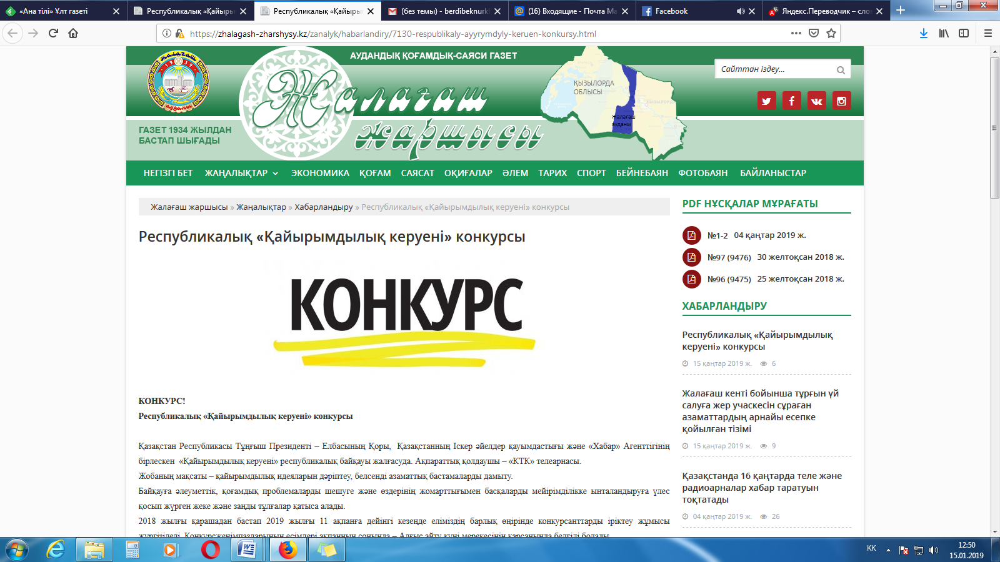 «Ана тілі» Ұлт газеті
Республикалық «Қайыры
Республикалық «Қайыры
(без темы) - berdibeknurkh
(16) Входящие - Почта Ma
Facebook
Яндекс.Переводчик – сло
https://zhalagash-zharshysy.kz/zanalyk/habarlandiry/7130-respublikaly-ayyrymdyly-keruen-konkursy.html
АУДАНДЫҚ ҚОҒАМДЫҚ-САЯСИ ГАЗЕТ
Жалағаш
жаршысы
ГАЗЕТ 1934 ЖЫЛДАН
БАСТАП ШЫҒАДЫ
ҚЫЗЫЛОРДА
ОБЛЫСЫ
Жалағаш
ауданы
Сайттан іздеу...
НЕГІЗГІ БЕТ ЖАҢАЛЫҚТАР ЭКОНОМИКА ҚОҒАМ САЯСАТ ОҚИҒАЛАР ӘЛЕМ ТАРИХ СПОРТ БЕЙНЕБАЯН ФОТОБАЯН БАЙЛАНЫСТАР
Жалағаш жаршысы » Жаңалықтар » Хабарландыру » Республикалық «Қайырымдылық керуені» конкурсы
Республикалық «Қайырымдылық керуені» конкурсы
КОНКУРС
КОНКУРС!
Республикалық «Қайырымдылық керуені» конкурсы
Қазақстан Республикасы Тұңғыш Президенті – Елбасының Қоры, Қазақстанның Іскер әйелдер қауымдастығы және «Хабар» Агенттігінің
бірлескен «Қайырымдылық керуені» республикалық байқауы жалғасуда. Ақпараттық қолдаушы – «КТК» телеарнасы.
Жобаның мақсаты – қайырымдылық идеяларын дәріптеу, белсенді азаматтық бастамаларды дамыту.
Байқауға әлеуметтік, қоғамдық проблемаларды шешуге және өздерінің жомарттығымен басқаларды мейірімділікке ынталандыруға үлес
қосып жүрген жеке және заңды тұлғалар қатыса алады.
2018 жылғы қарашадан бастап 2019 жылғы 11 ақпанға дейінгі кезеңде еліміздің барлық өңірінде конкурсанттарды іріктеу жұмысы
жүргізіледі. Конкурсжеңімпаздарының есімдері ақпанның соңында – Алғыс айту күні мерекесінің қарсаңында белгілі болады.
PDF НҰСҚАЛАР МҰРАҒАТЫ
№1-2 04 қаңтар 2019 ж.
№97 (9476) 30 желтоқсан 2018 ж.
№96 (9475) 25 желтоқсан 2018 ж.
ХАБАРЛАНДЫРУ
Республикалық «Қайырымдылық
керуені» конкурсы
15 қаңтар 2019 ж. 6
Жалағаш кенті бойынша тұрғын үй
салуға жер учаскесін сұраған
азаматтардың арнайы есепке
қойылған тізімі
15 қаңтар 2019 ж. 9
Қазақстанда 16 қаңтарда теле және
радиоарналар хабар таратуын
тоқтатады
04 қаңтар 2019 ж. 26
KK
12:50
15.01.2019